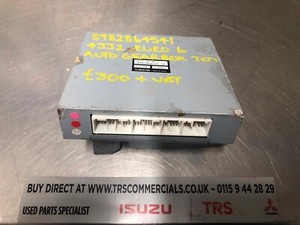 8982864541
4JJ1 EURO 6
AUTO GEARBOX TCM
£300 + VAT
BUY DIRECT AT WWW.TRSCOMMERCIALS.CO.UK - 0115 9 44 28 29
USED PARTS SPECIALIST
ISUZU
TRS